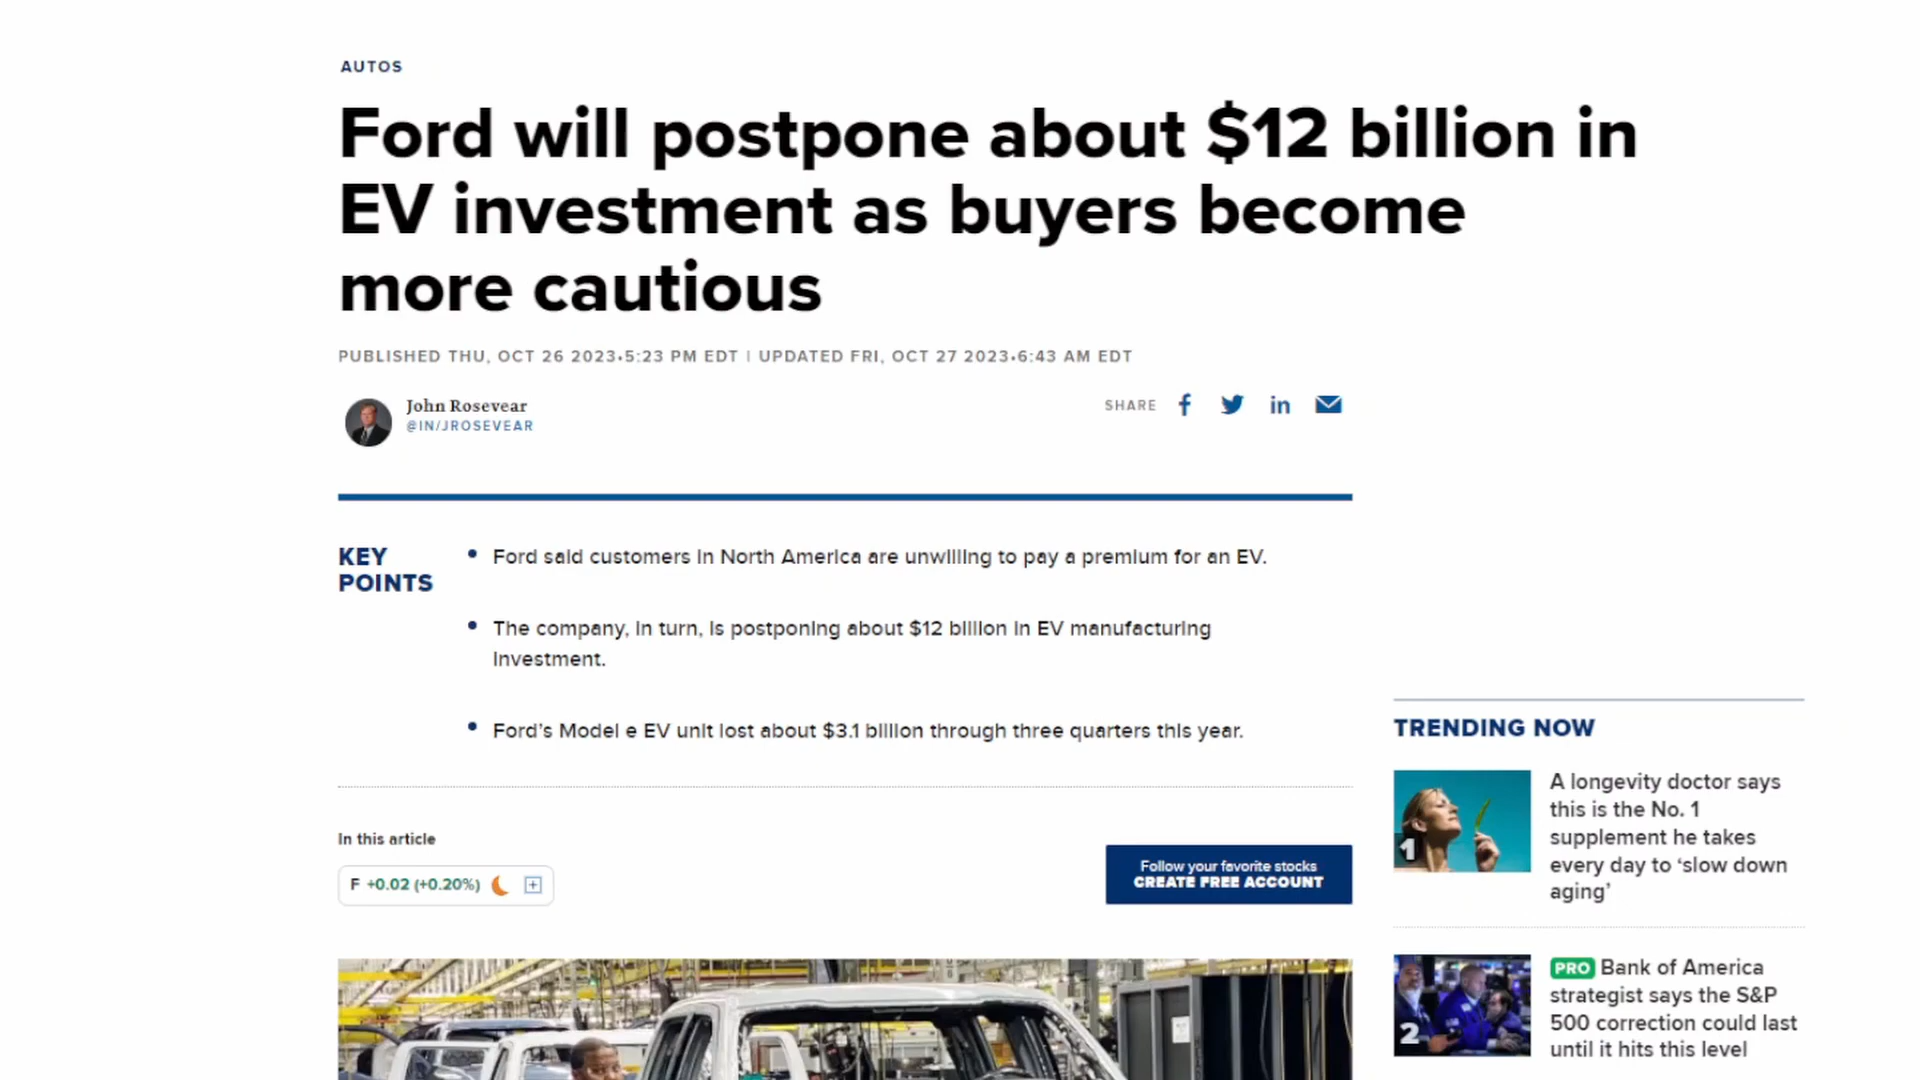 AUTOS
Ford will postpone about $12 billion in
EV investment as buyers become
more cautious
PUBLISHED THU, OCT 26 2023•5:23 PM EDT | UPDATED FRI, OCT 27 2023•6:43 AM EDT
John Rosevear
@IN/JROSEVEAR
SHARE
KEY
POINTS
• Ford said customers in North America are unwilling to pay a premium for an EV.
• The company, in turn, is postponing about $12 billion in EV manufacturing
investment.
• Ford's Model e EV unit lost about $3.1 billion through three quarters this year.
In this article
F +0.02 (+0.20%)
Follow your favorite stocks
CREATE FREE ACCOUNT
TRENDING NOW
1
A longevity doctor says
this is the No. 1
supplement he takes
every day to ‘slow down
aging’
2
PRO Bank of America
strategist says the S&P
500 correction could last
until it hits this level